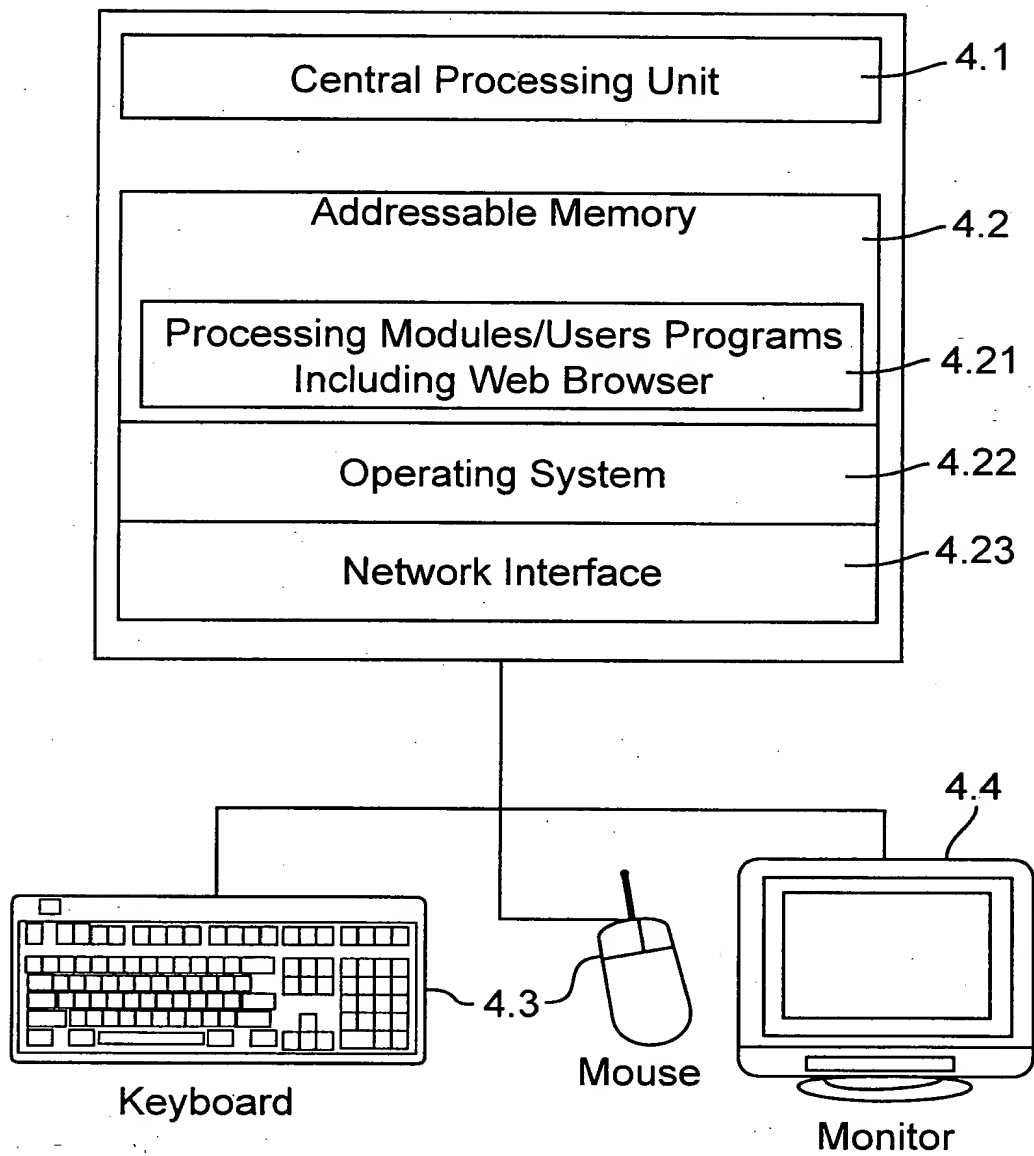 Central Processing Unit
4.1
Addressable Memory
4.2
Processing Modules/Users Programs
Including Web Browser
4.21
Operating System
4.22
Network Interface
4.23
4.4
4.3
Keyboard
Mouse
Monitor